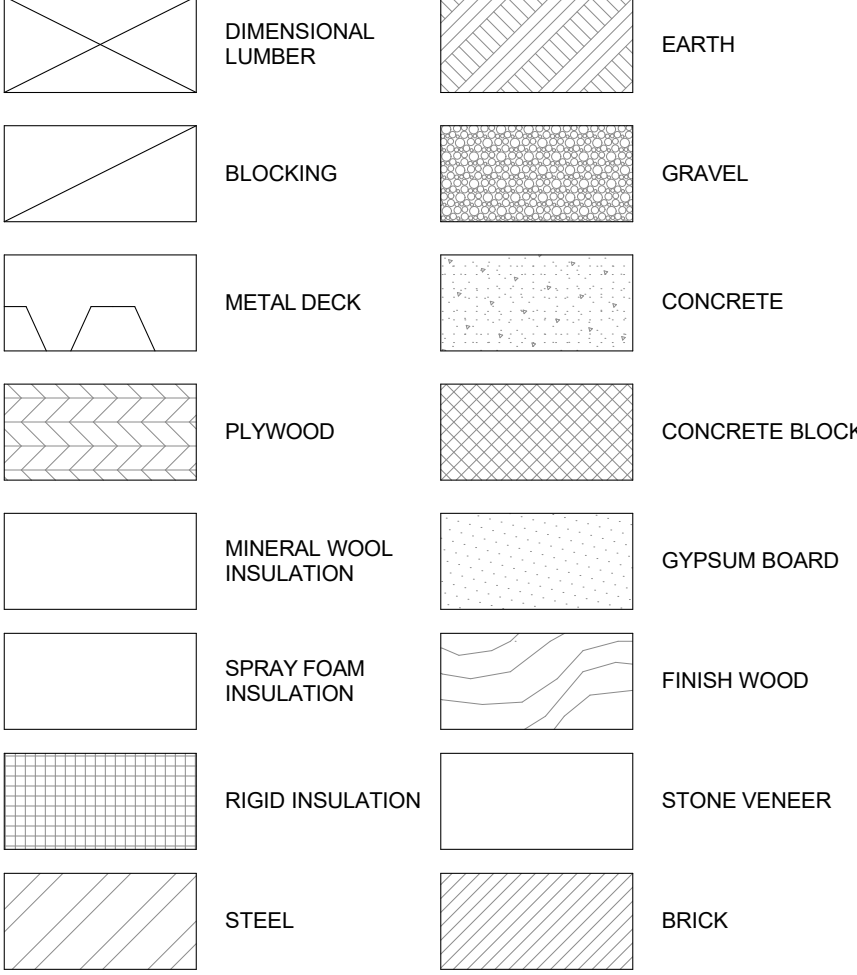 DIMENSIONAL
LUMBER
EARTH
BLOCKING
GRAVEL
METAL DECK
CONCRETE
PLYWOOD
CONCRETE BLOCK
MINERAL WOOL
INSULATION
GYPSUM BOARD
SPRAY FOAM
INSULATION
FINISH WOOD
RIGID INSULATION
STONE VENEER
STEEL
BRICK